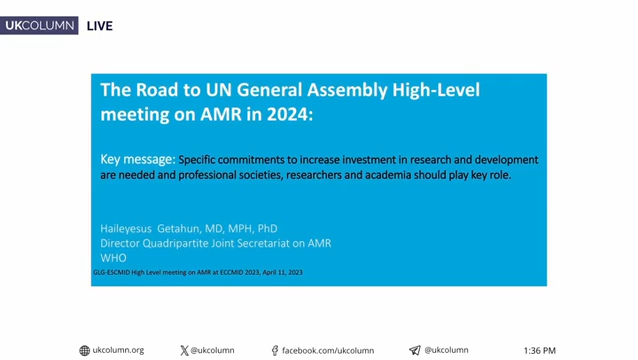 UKCOLUMN LIVE
The Road to UN General Assembly High-Level
meeting on AMR in 2024:
Key message: Specific commitments to increase investment in research and development
are needed and professional societies, researchers and academia should play key role.
Haileyesus Getahun, MD, MPH, PhD
Director Quadripartite Joint Secretariat on AMR
WHO
GLG-ESCMID High Level meeting on AMR at ECCMID 2023, April 11, 2023
ukcolumn.org @ukcolumn facebook.com/ukcolumn @ukcolumn 1:36 PM